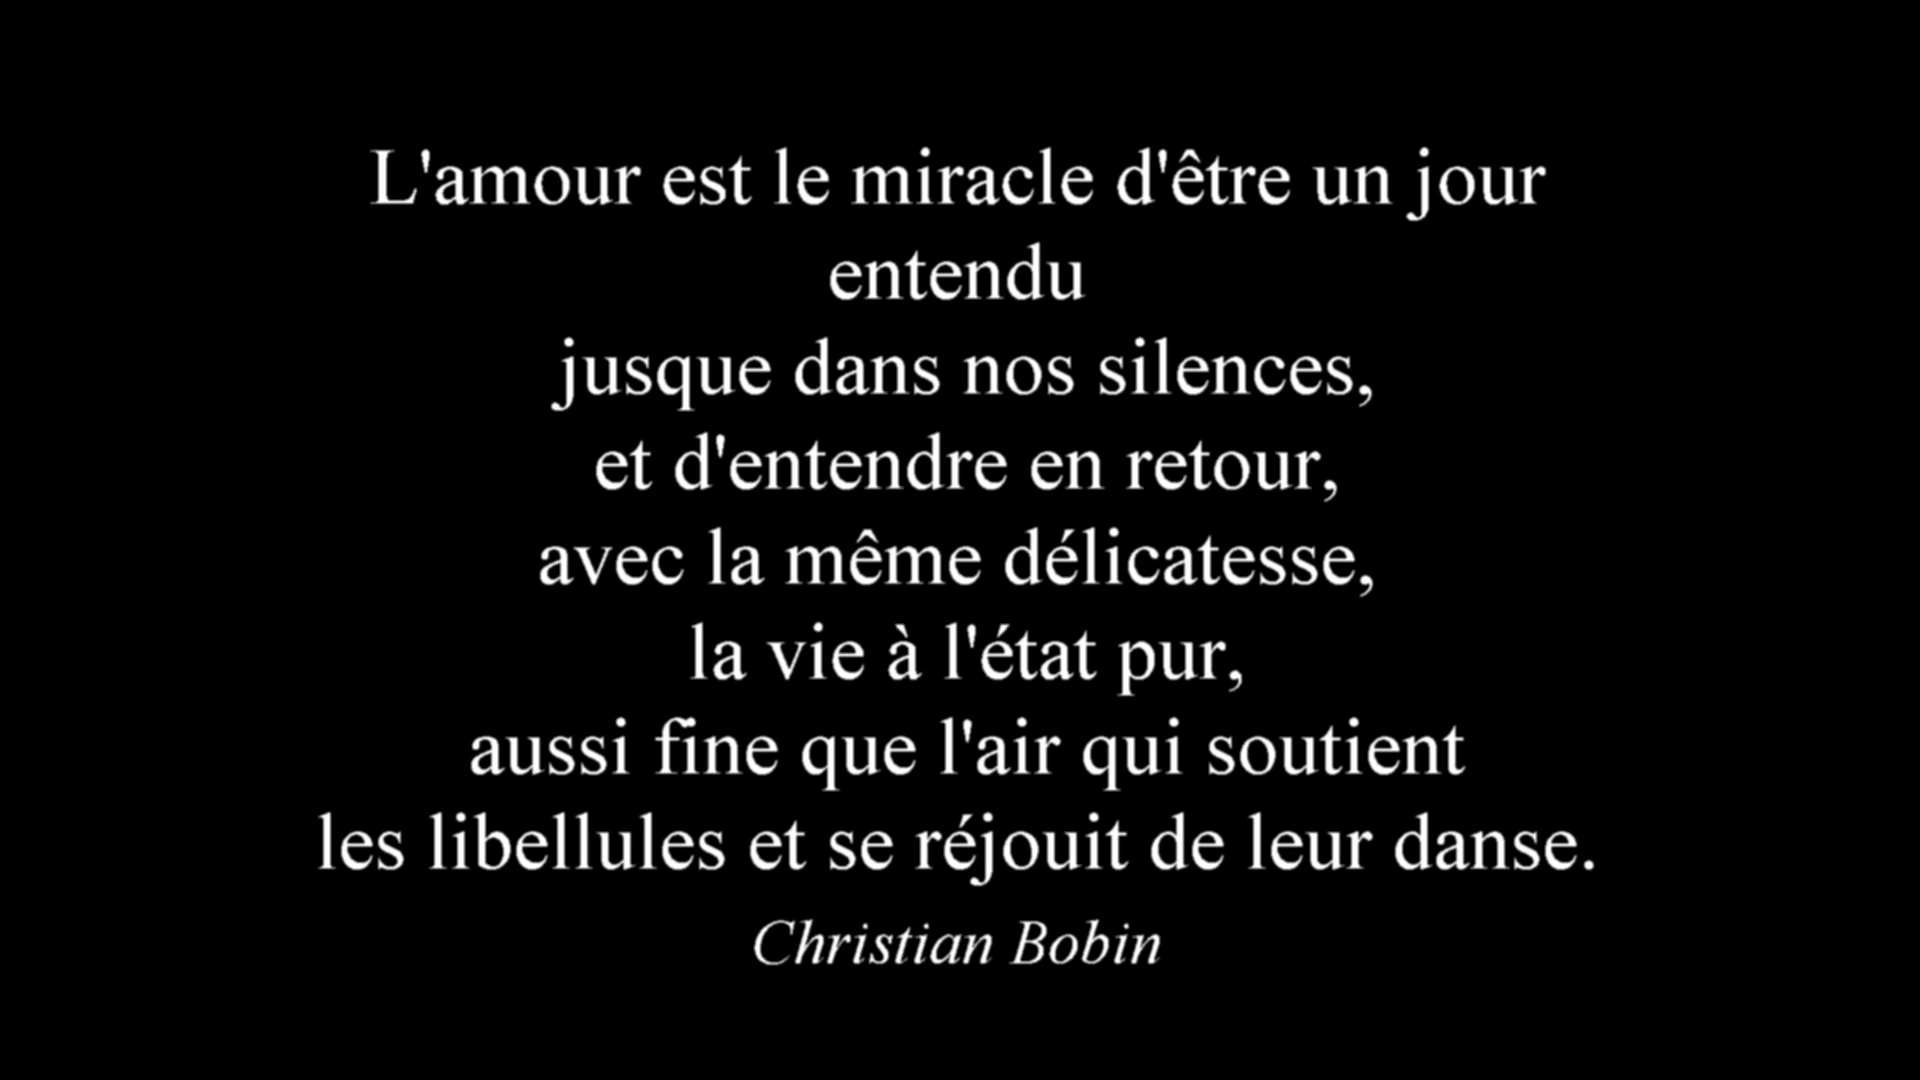 L'amour est le miracle d'être un jour
entendu
jusque dans nos silences,
et d'entendre en retour,
avec la même délicatesse,
la vie à l'état pur,
aussi fine que l'air qui soutient
les libellules et se réjouit de leur danse.
Christian Bobin